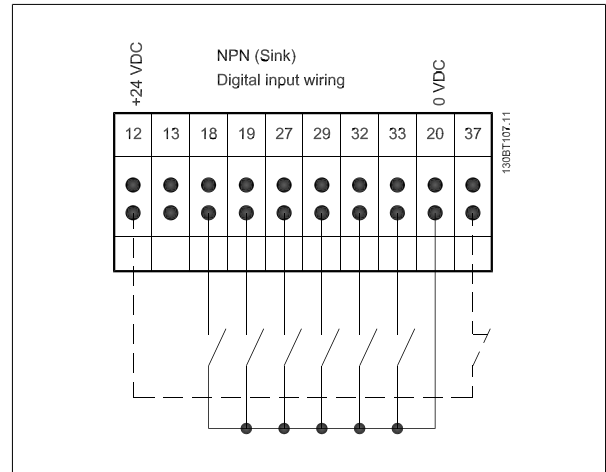 NPN (Sink)
Digital input wiring
+24 VDC
0 VDC
12 13 18 19 27 29 32 33 20 37
130BT107.11